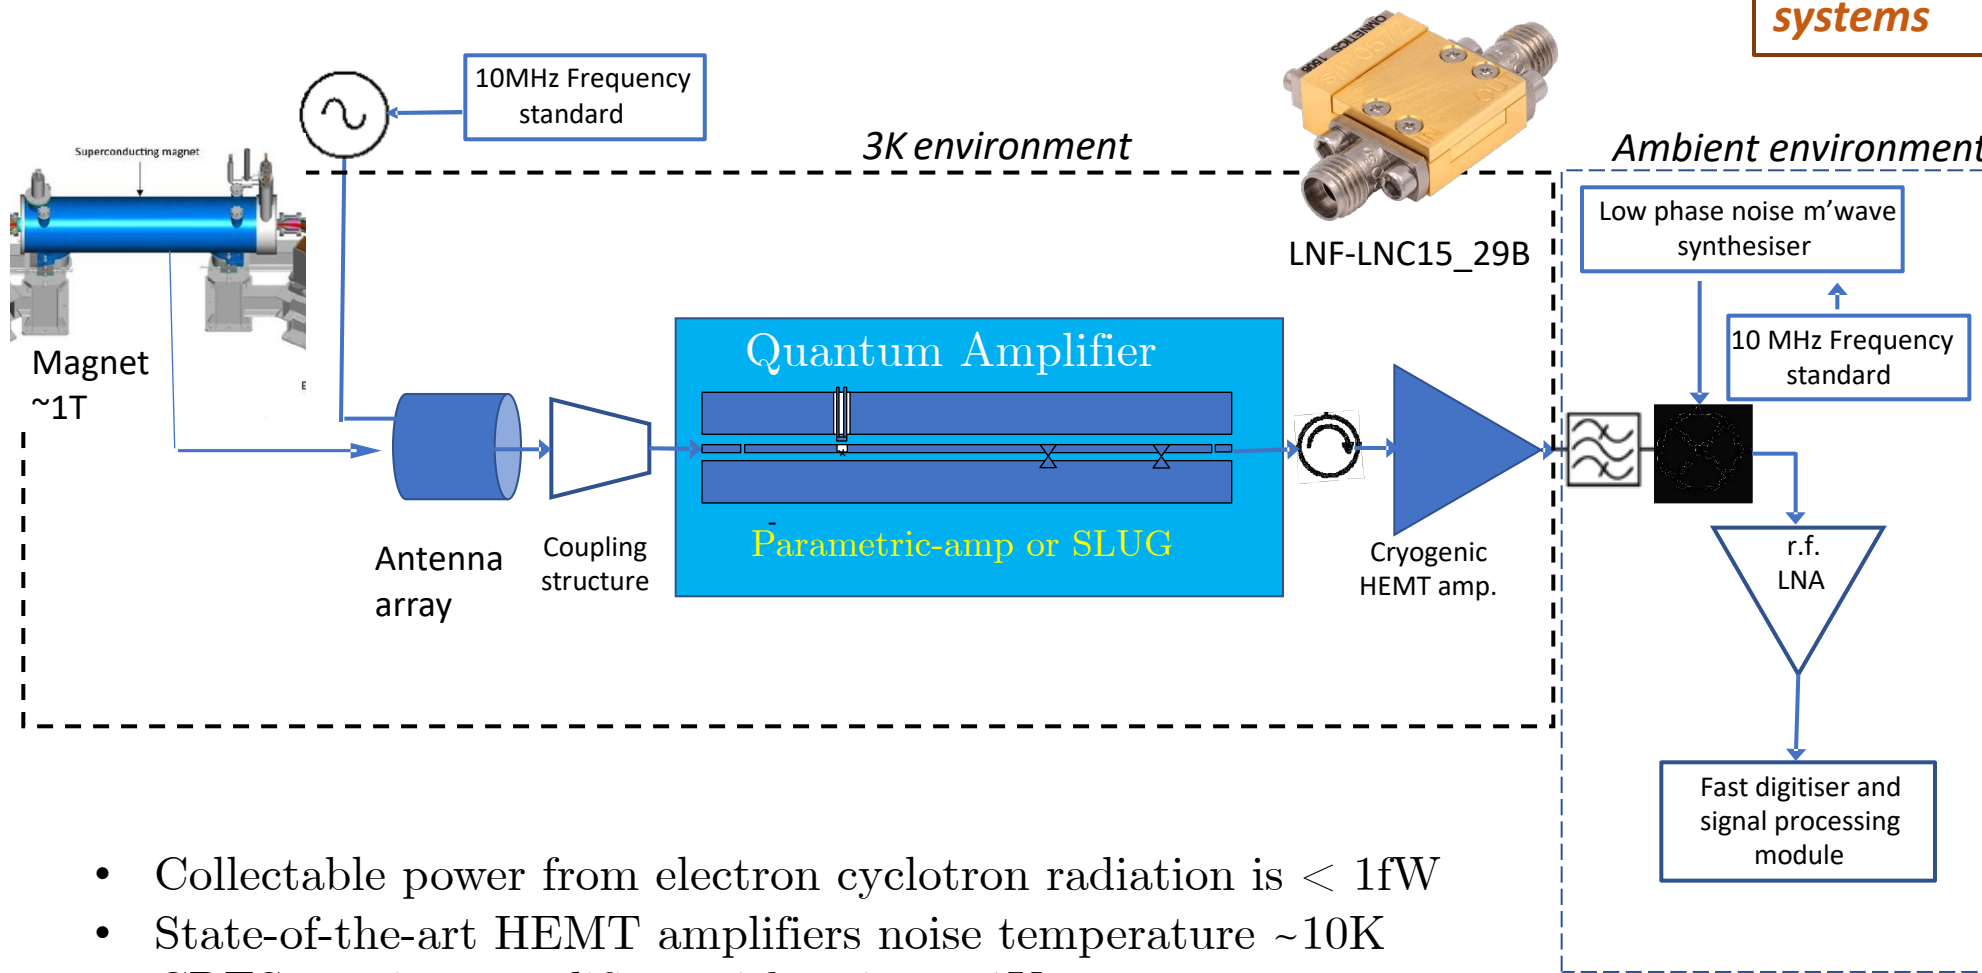 systems
10MHz Frequency
standard
Superconducting magnet
3K environment
OMNETICS
1506
Ambient environment
Low phase noise m'wave
synthesiser
LNF-LNC15_29B
10 MHz Frequency
standard
Magnet
~1T
Quantum Amplifier
Parametric-amp or SLUG
Antenna
array
Coupling
structure
Cryogenic
HEMT amp.
r.f.
LNA
Fast digitiser and
signal processing
module
• Collectable power from electron cyclotron radiation is < 1fW
• State-of-the-art HEMT amplifiers noise temperature ~10K